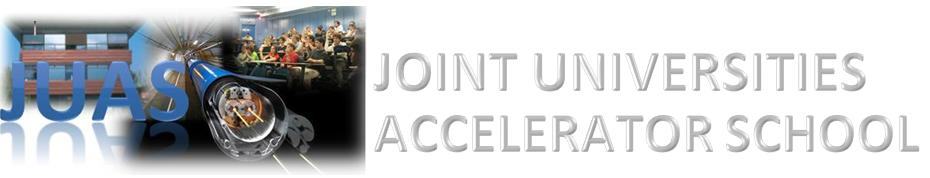 JUAS
JOINT UNIVERSITIES
ACCELERATOR SCHOOL